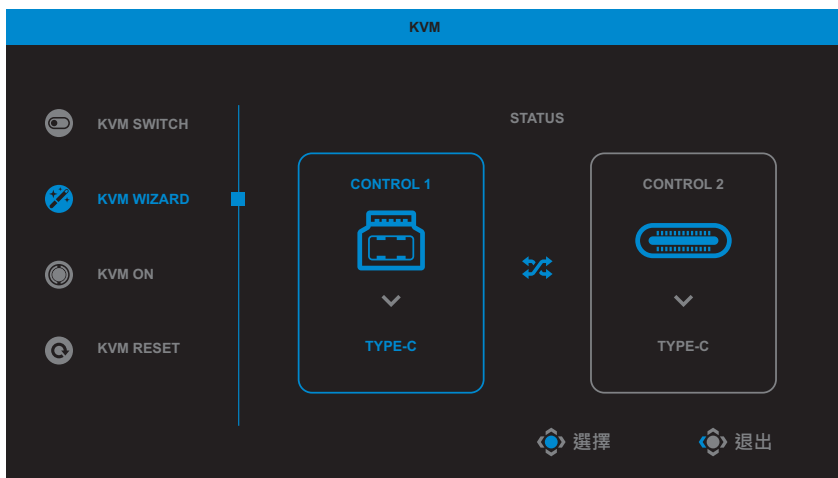 KVM
KVM SWITCH
KVM WIZARD
KVM ON
KVM RESET
STATUS
CONTROL 1
TYPE-C
CONTROL 2
TYPE-C
選擇
退出